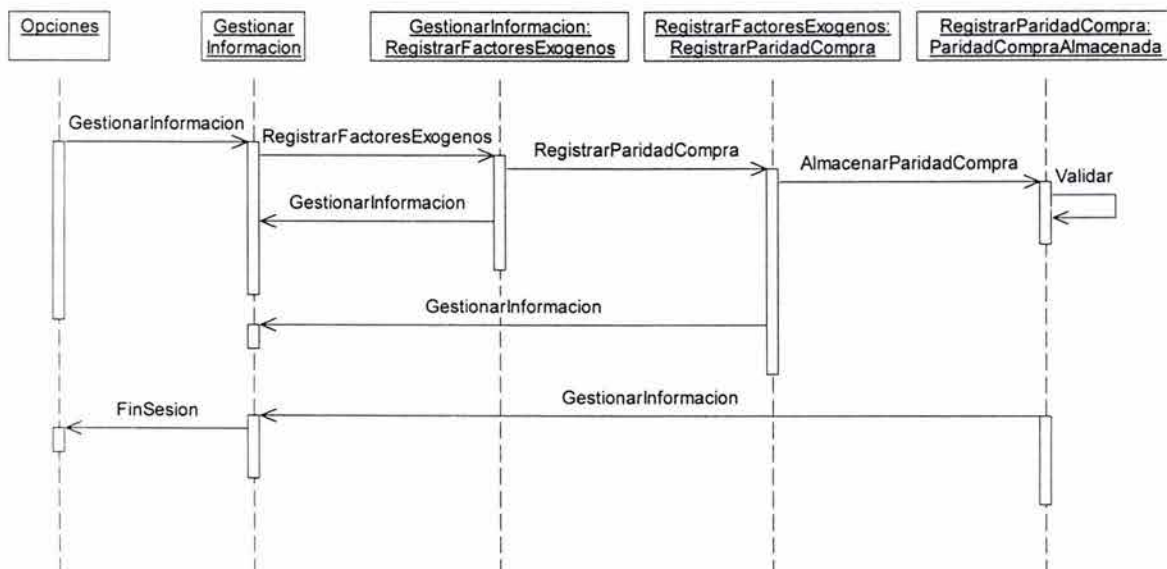 Opciones
Gestionar
Informacion
GestionarInformacion:
RegistrarFactoresExogenos
RegistrarFactoresExogenos:
RegistrarParidadCompra
RegistrarParidadCompra:
ParidadCompraAlmacenada
GestionarInformacion
RegistrarFactoresExogenos
RegistrarParidadCompra
AlmacenarParidadCompra
Validar
GestionarInformacion
GestionarInformacion
GestionarInformacion
FinSesion